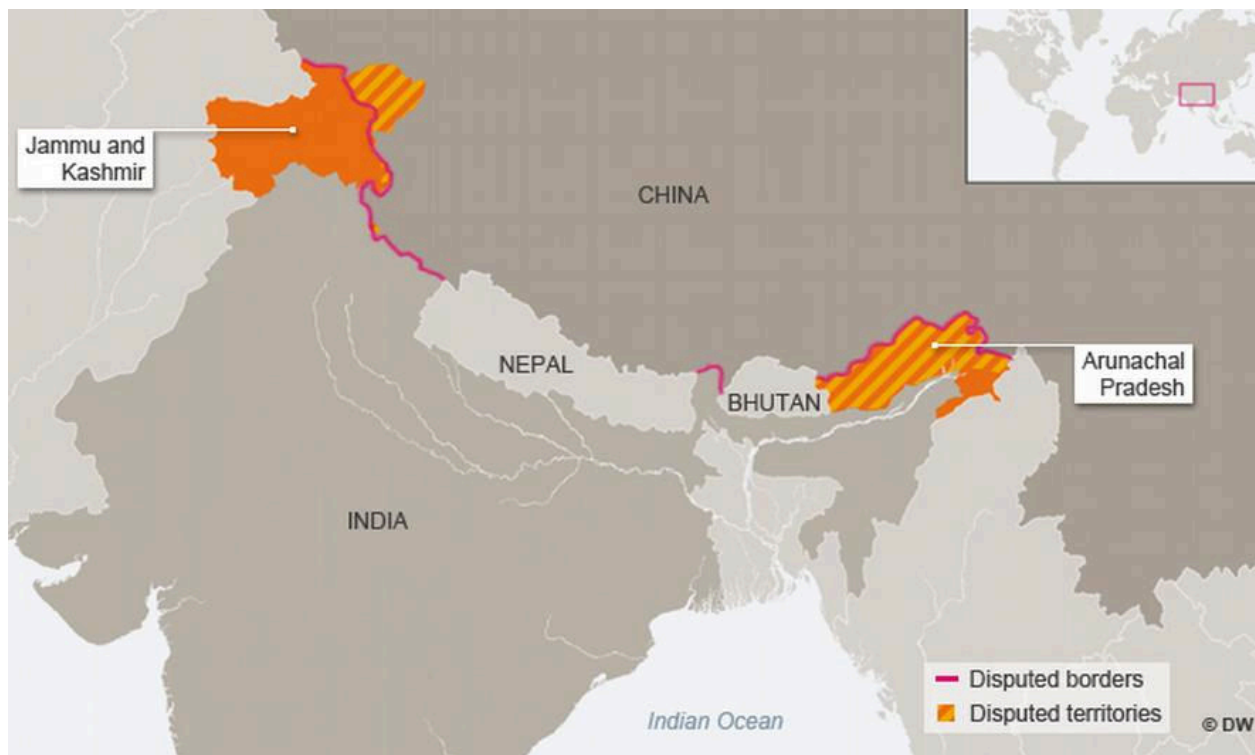 Jammu and
Kashmir
CHINA
NEPAL
BHUTAN
Arunachal
Pradesh
INDIA
Indian Ocean
Disputed borders
Disputed territories
© DW